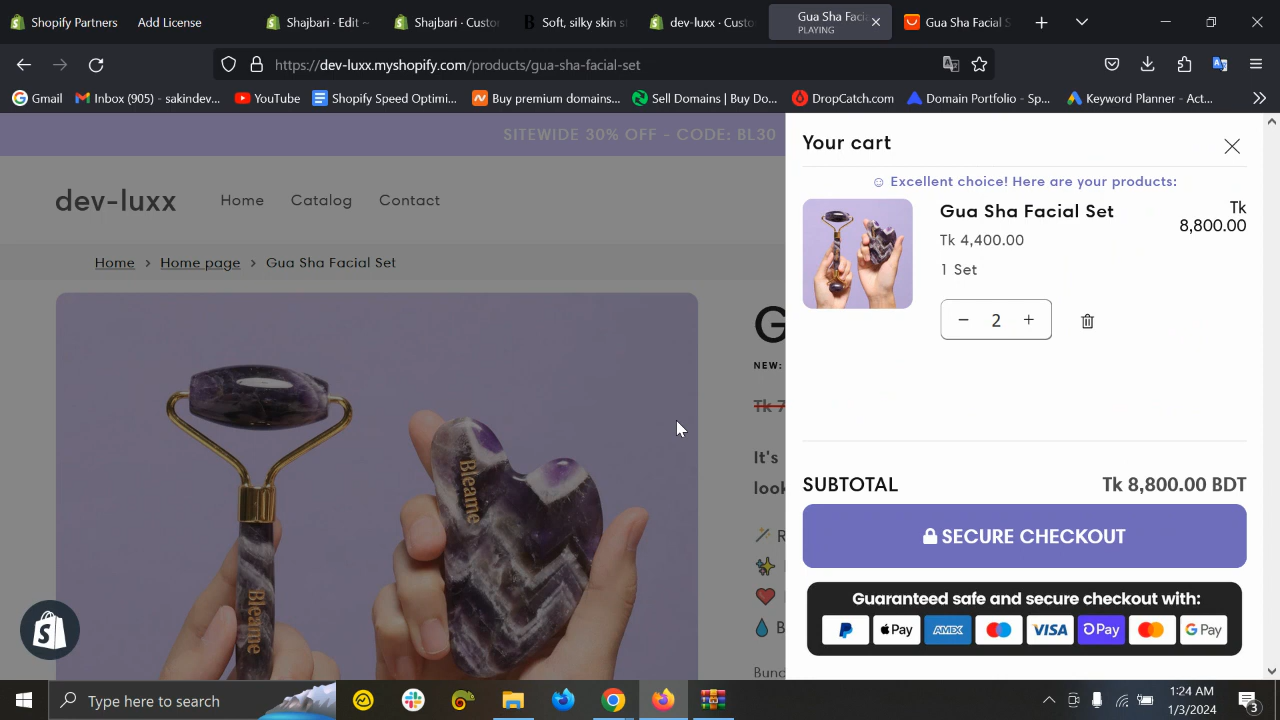 Shopify Partners
Add License
Shajbari · Edit ~
Shajbari · Custor
Soft, silky skin s
dev-luxx · Custo
Gua Sha Faci
PLAYING
Gua Sha Facial S
https://dev-luxx.myshopify.com/products/gua-sha-facial-set
Gmail
Inbox (905) - sakindev...
YouTube
Shopify Speed Optimi...
Buy premium domains...
Sell Domains | Buy Do...
DropCatch.com
Domain Portfolio - Sp...
Keyword Planner - Act...
SITEWIDE 30% OFF - CODE: BL30
dev-luxx
Home
Catalog
Contact
Home > Home page > Gua Sha Facial Set
Bleame
Bleame
G
NEW:
Tk 7
It's
look
R
B
Bund
Your cart
☺ Excellent choice! Here are your products:
Gua Sha Facial Set
Tk
8,800.00
Tk 4,400.00
1 Set
− 2 +
SUBTOTAL
Tk 8,800.00 BDT
SECURE CHECKOUT
Guaranteed safe and secure checkout with:
Pay
AMEX
VISA
Pay
G Pay
Type here to search
1:24 AM
1/3/2024
3